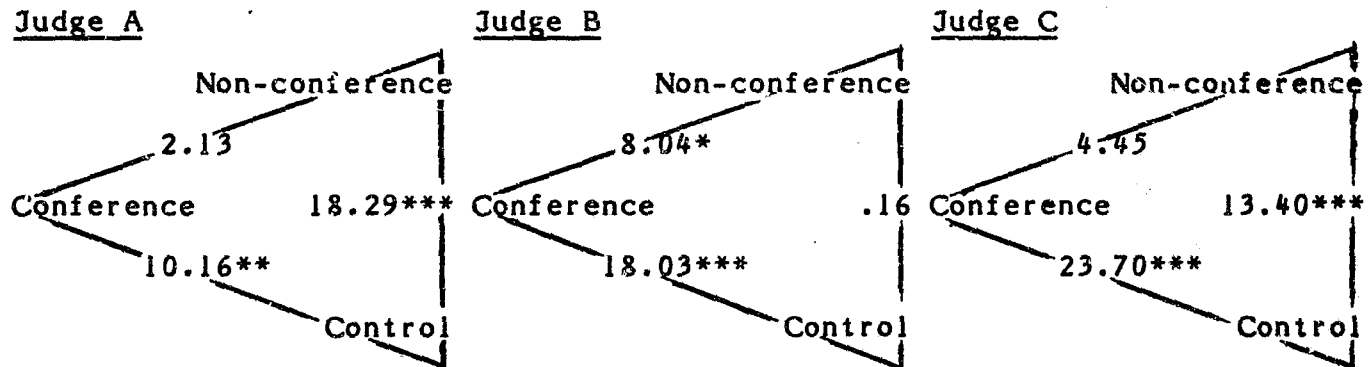 Judge A Judge B Judge C
Non-conference Non-conference Non-conference
2.13 8.04* 4.45
Conference 18.29*** Conference .16 Conference 13.40***
10.16** 18.03*** 23.70***
Control Control Control